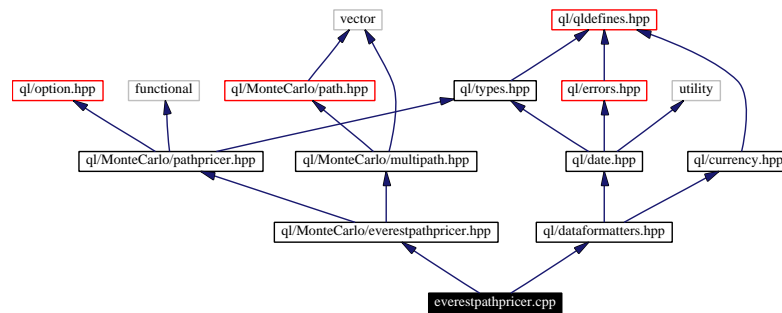 vector
ql/qldefines.hpp
ql/option.hpp
functional
ql/MonteCarlo/path.hpp
ql/types.hpp
ql/errors.hpp
utility
ql/MonteCarlo/pathpricer.hpp
ql/MonteCarlo/multipath.hpp
ql/date.hpp
ql/currency.hpp
ql/MonteCarlo/everestpathpricer.hpp
ql/dataformatters.hpp
everestpathpricer.cpp